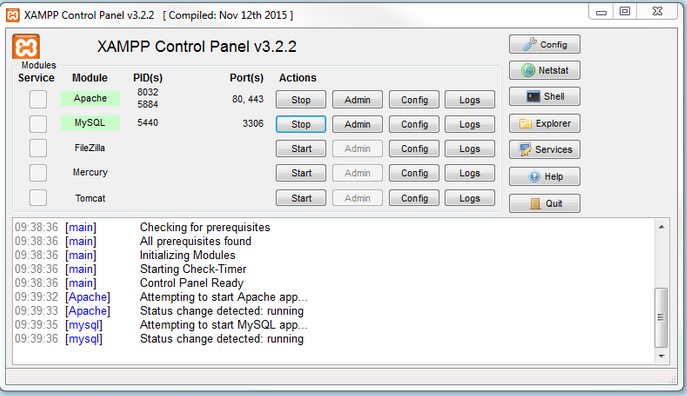 XAMPP Control Panel v3.2.2 [ Compiled: Nov 12th 2015 ]
XAMPP Control Panel v3.2.2
Config
Modules
Service Module PID(s) Port(s) Actions
Netstat
Apache 8032 5884 80, 443 Stop Admin Config Logs
Shell
MySQL 5440 3306 Stop Admin Config Logs
Explorer
FileZilla Start Admin Config Logs
Services
Mercury Start Admin Config Logs
Help
Tomcat Start Admin Config Logs
Quit
09:38:36 [main] Checking for prerequisites
09:38:36 [main] All prerequisites found
09:38:36 [main] Initializing Modules
09:38:36 [main] Starting Check-Timer
09:38:36 [main] Control Panel Ready
09:39:32 [Apache] Attempting to start Apache app...
09:39:33 [Apache] Status change detected: running
09:39:35 [mysql] Attempting to start MySQL app...
09:39:36 [mysql] Status change detected: running